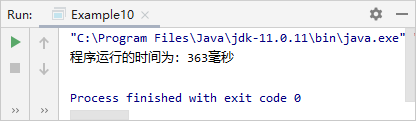 Run: Example10
"C:\Program Files\Java\jdk-11.0.11\bin\java.exe"
程序运行的时间为：363毫秒
Process finished with exit code 0